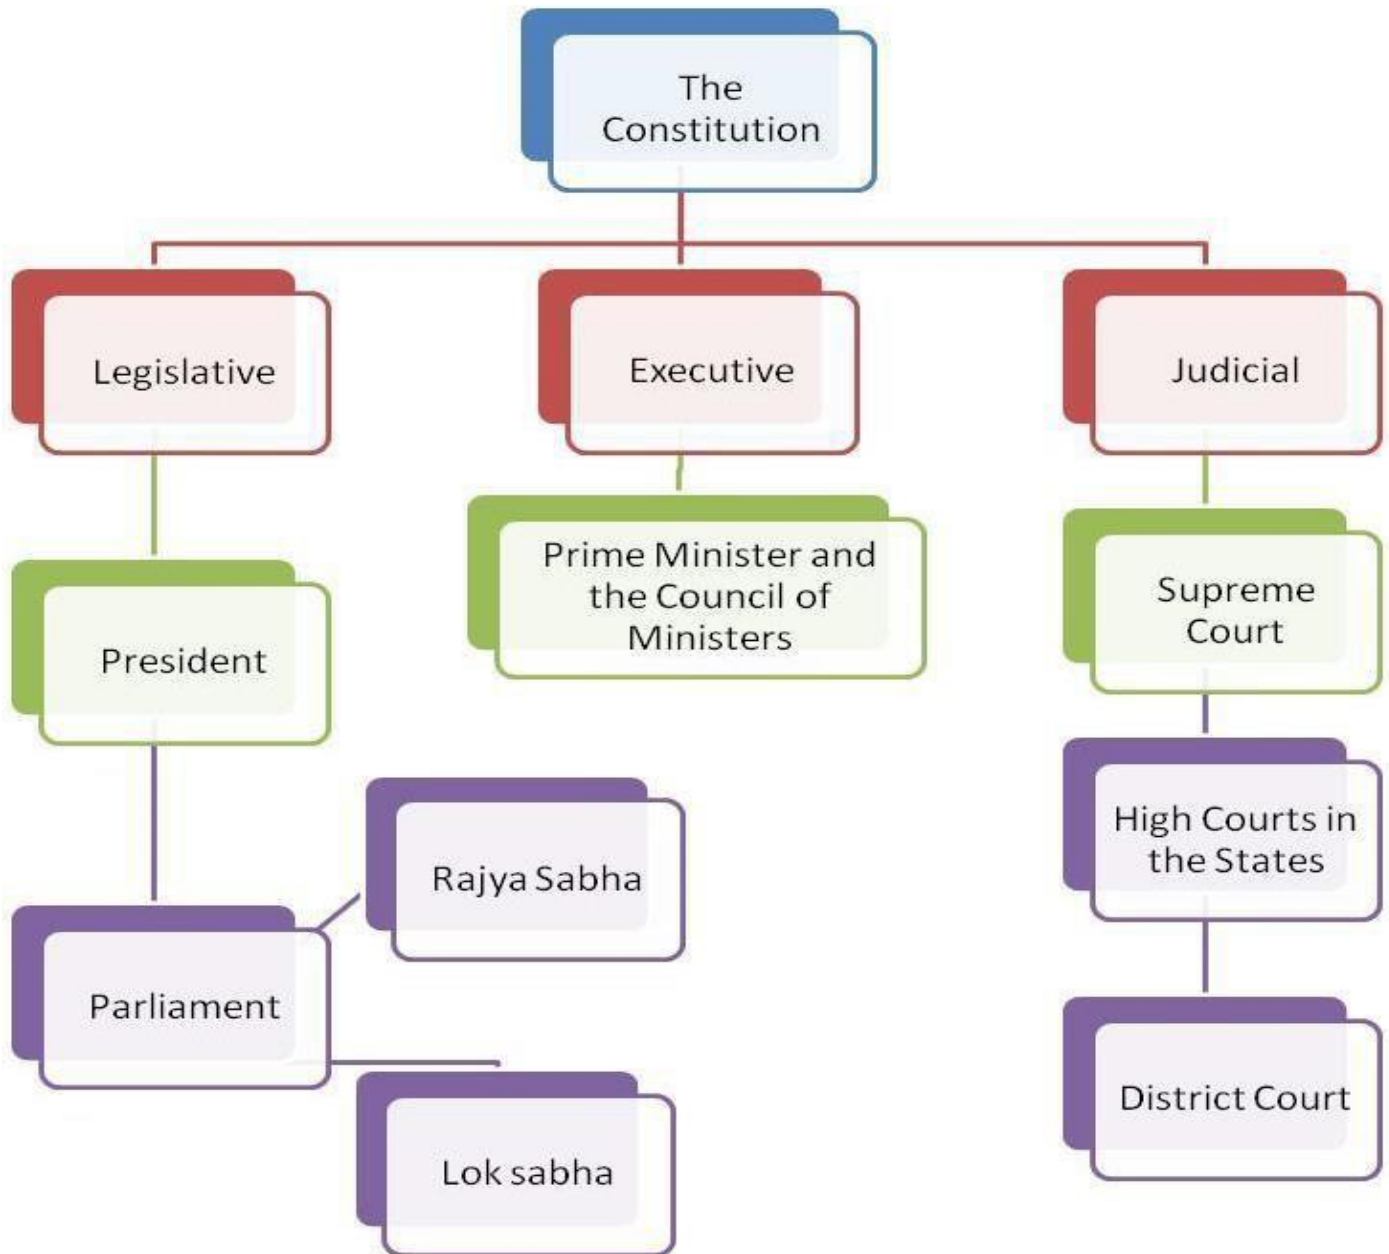 The
Constitution
Legislative
Executive
Judicial
President
Prime Minister and
the Council of
Ministers
Supreme
Court
Parliament
Rajya Sabha
Lok sabha
High Courts in
the States
District Court